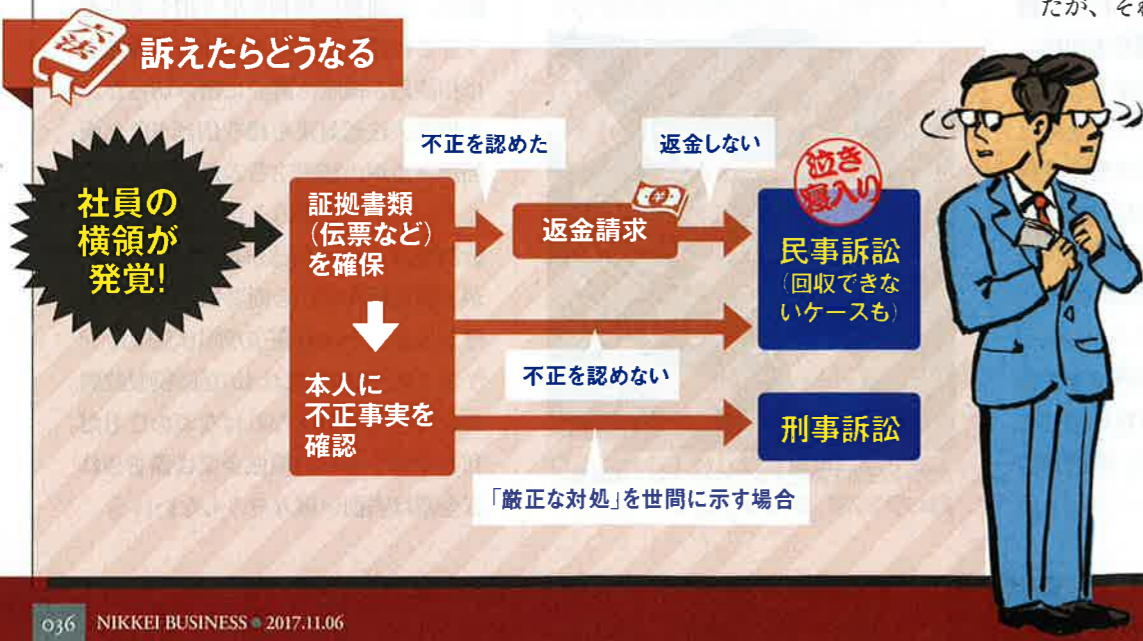 たが、それ
六法
訴えたらどうなる
社員の
横領が
発覚!
証拠書類
(伝票など)
を確保
本人に
不正事実を
確認
不正を認めた
返金請求
返金しない
泣き
寝入り
民事訴訟
(回収できな
いケースも)
不正を認めない
刑事訴訟
「厳正な対処」を世間に示す場合
036 NIKKEI BUSINESS 2017.11.06